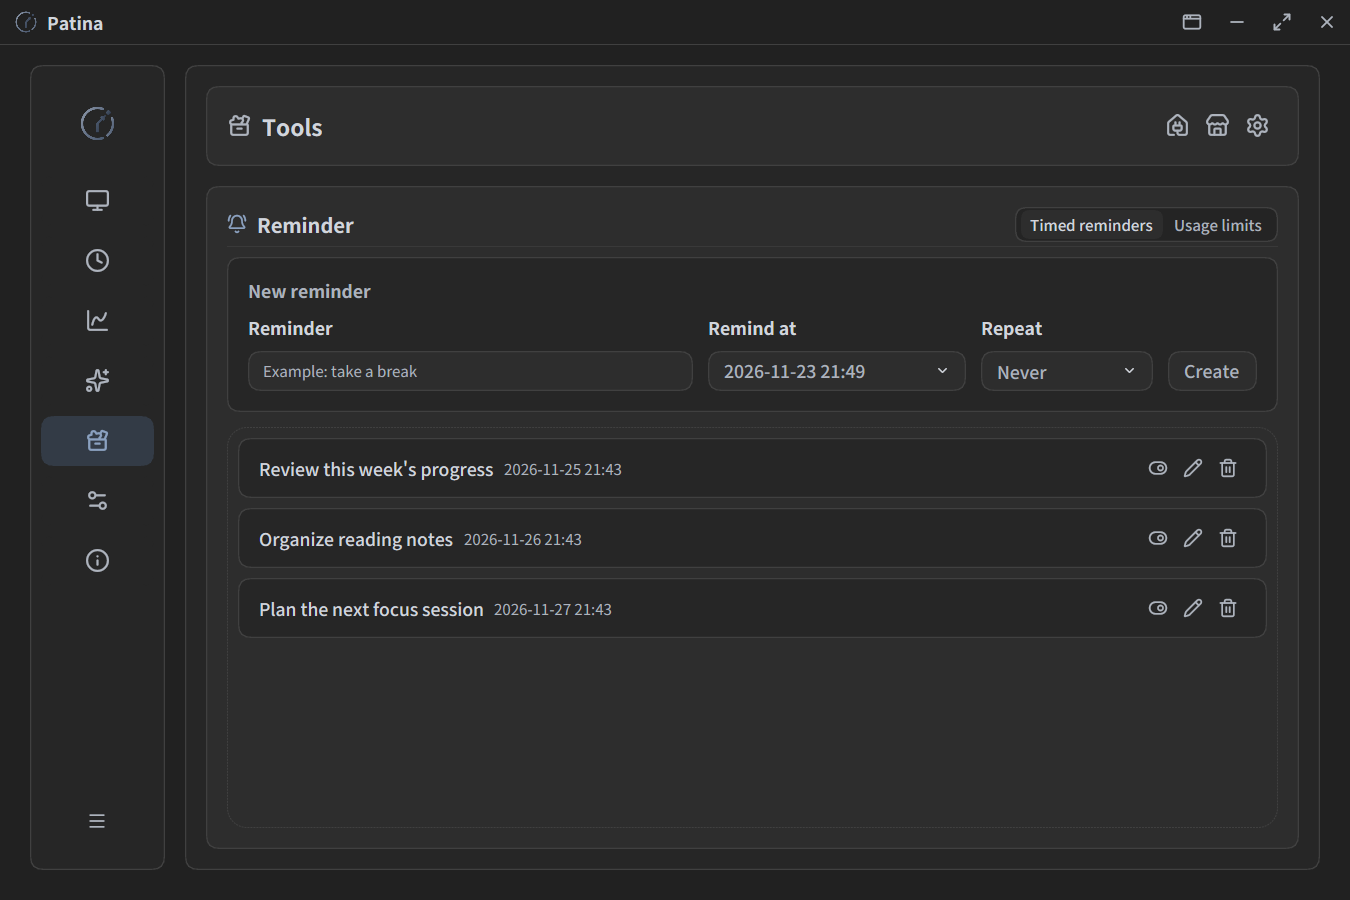 Patina
Tools
Reminder
Timed reminders Usage limits
New reminder
Reminder Remind at Repeat
Example: take a break 2026-11-23 21:49 Never Create
Review this week's progress 2026-11-25 21:43
Organize reading notes 2026-11-26 21:43
Plan the next focus session 2026-11-27 21:43